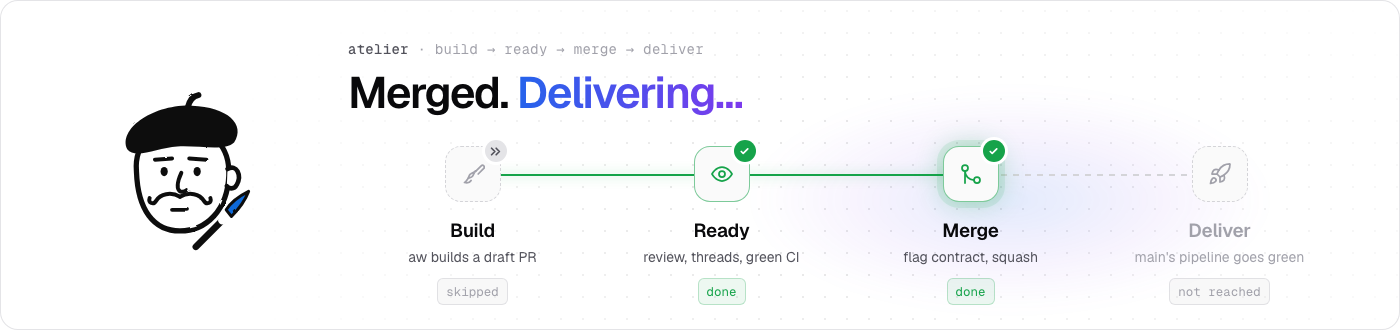 atelier · build → ready → merge → deliver
Merged. Delivering...
Build
Ready
Merge
Deliver
aw builds a draft PR
review, threads, green CI
flag contract, squash
main's pipeline goes green
skipped
done
done
not reached